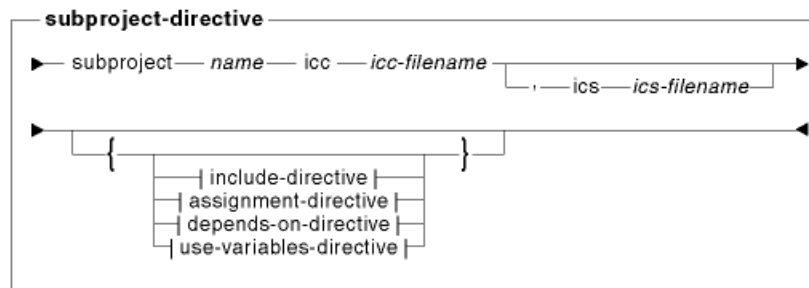 subproject-directive
subproject name icc icc-filename
, ics ics-filename
{ }
include-directive
assignment-directive
depends-on-directive
use-variables-directive